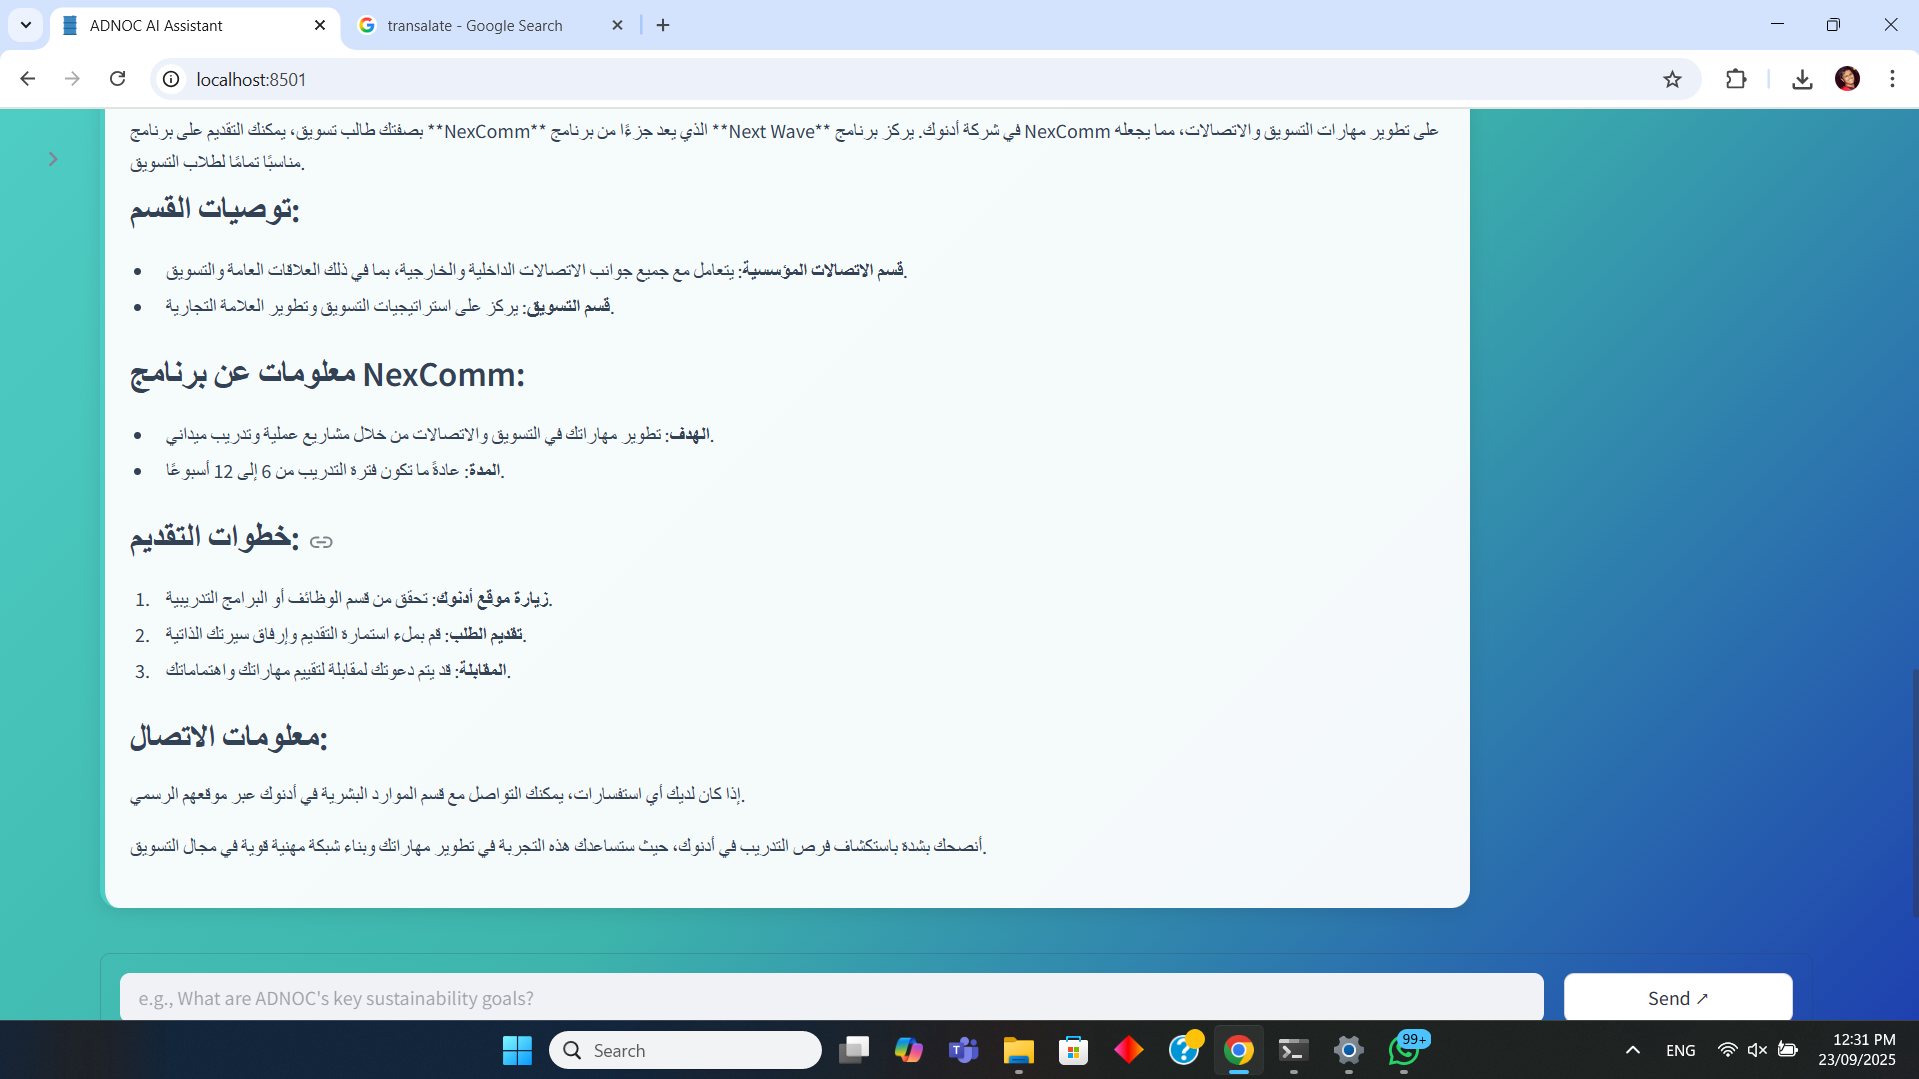 ADNOC AI Assistant
transalate - Google Search
localhost:8501
بصفتك طالب تسويق، يمكنك التقديم على برنامج **NexComm** الذي يعد جزءًا من برنامج **Next Wave** في شركة أدنوك. يركز برنامج NexComm على تطوير مهارات التسويق والاتصالات، مما يجعله
مناسبًا تمامًا لطلاب التسويق.
توصيات القسم:
• قسم الاتصالات المؤسسية: يتعامل مع جميع جوانب الاتصالات الداخلية والخارجية، بما في ذلك العلاقات العامة والتسويق.
• قسم التسويق: يركز على استراتيجيات التسويق وتطوير العلامة التجارية.
معلومات عن برنامج NexComm:
• الهدف: تطوير مهاراتك في التسويق والاتصالات من خلال مشاريع عملية وتدريب ميداني.
• المدة: عادةً ما تكون فترة التدريب من 6 إلى 12 أسبوعًا.
خطوات التقديم:
1. زيارة موقع أدنوك: تحقق من قسم الوظائف أو البرامج التدريبية.
2. تقديم الطلب: قم بملء استمارة التقديم وإرفاق سيرتك الذاتية.
3. المقابلة: قد يتم دعوتك لمقابلة لتقييم مهاراتك واهتماماتك.
معلومات الاتصال:
إذا كان لديك أي استفسارات، يمكنك التواصل مع قسم الموارد البشرية في أدنوك عبر موقعهم الرسمي.
أنصحك بشدة باستكشاف فرص التدريب في أدنوك، حيث ستساعدك هذه التجربة في تطوير مهاراتك وبناء شبكة مهنية قوية في مجال التسويق.
e.g., What are ADNOC's key sustainability goals?
Send ↗
Search
99+
ENG
12:31 PM
23/09/2025